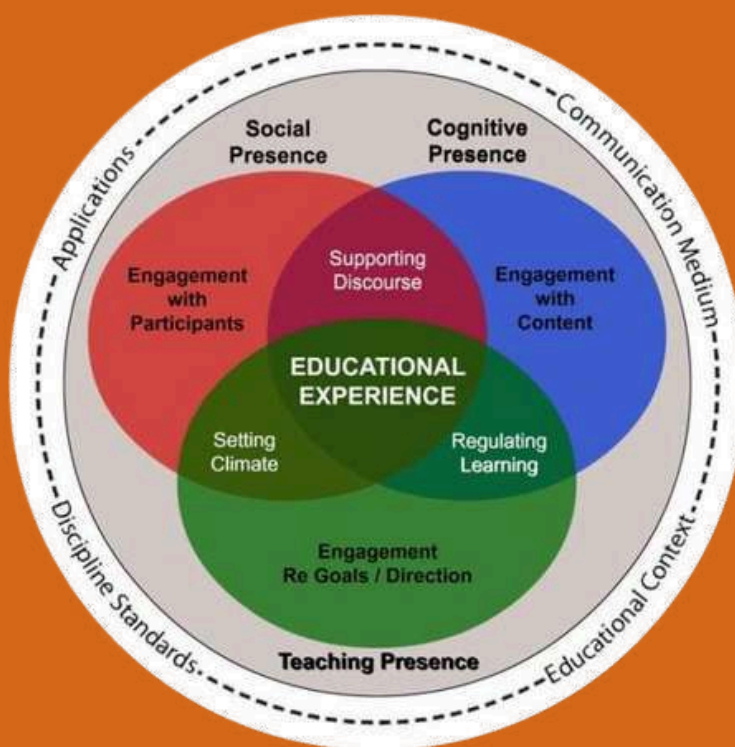 Communication Medium
Applications
Social
Presence
Cognitive
Presence
Supporting
Discourse
Engagement
with
Participants
Engagement
with
Content
EDUCATIONAL
EXPERIENCE
Setting
Climate
Regulating
Learning
Engagement
Re Goals / Direction
Teaching Presence
Discipline Standards
Educational Context